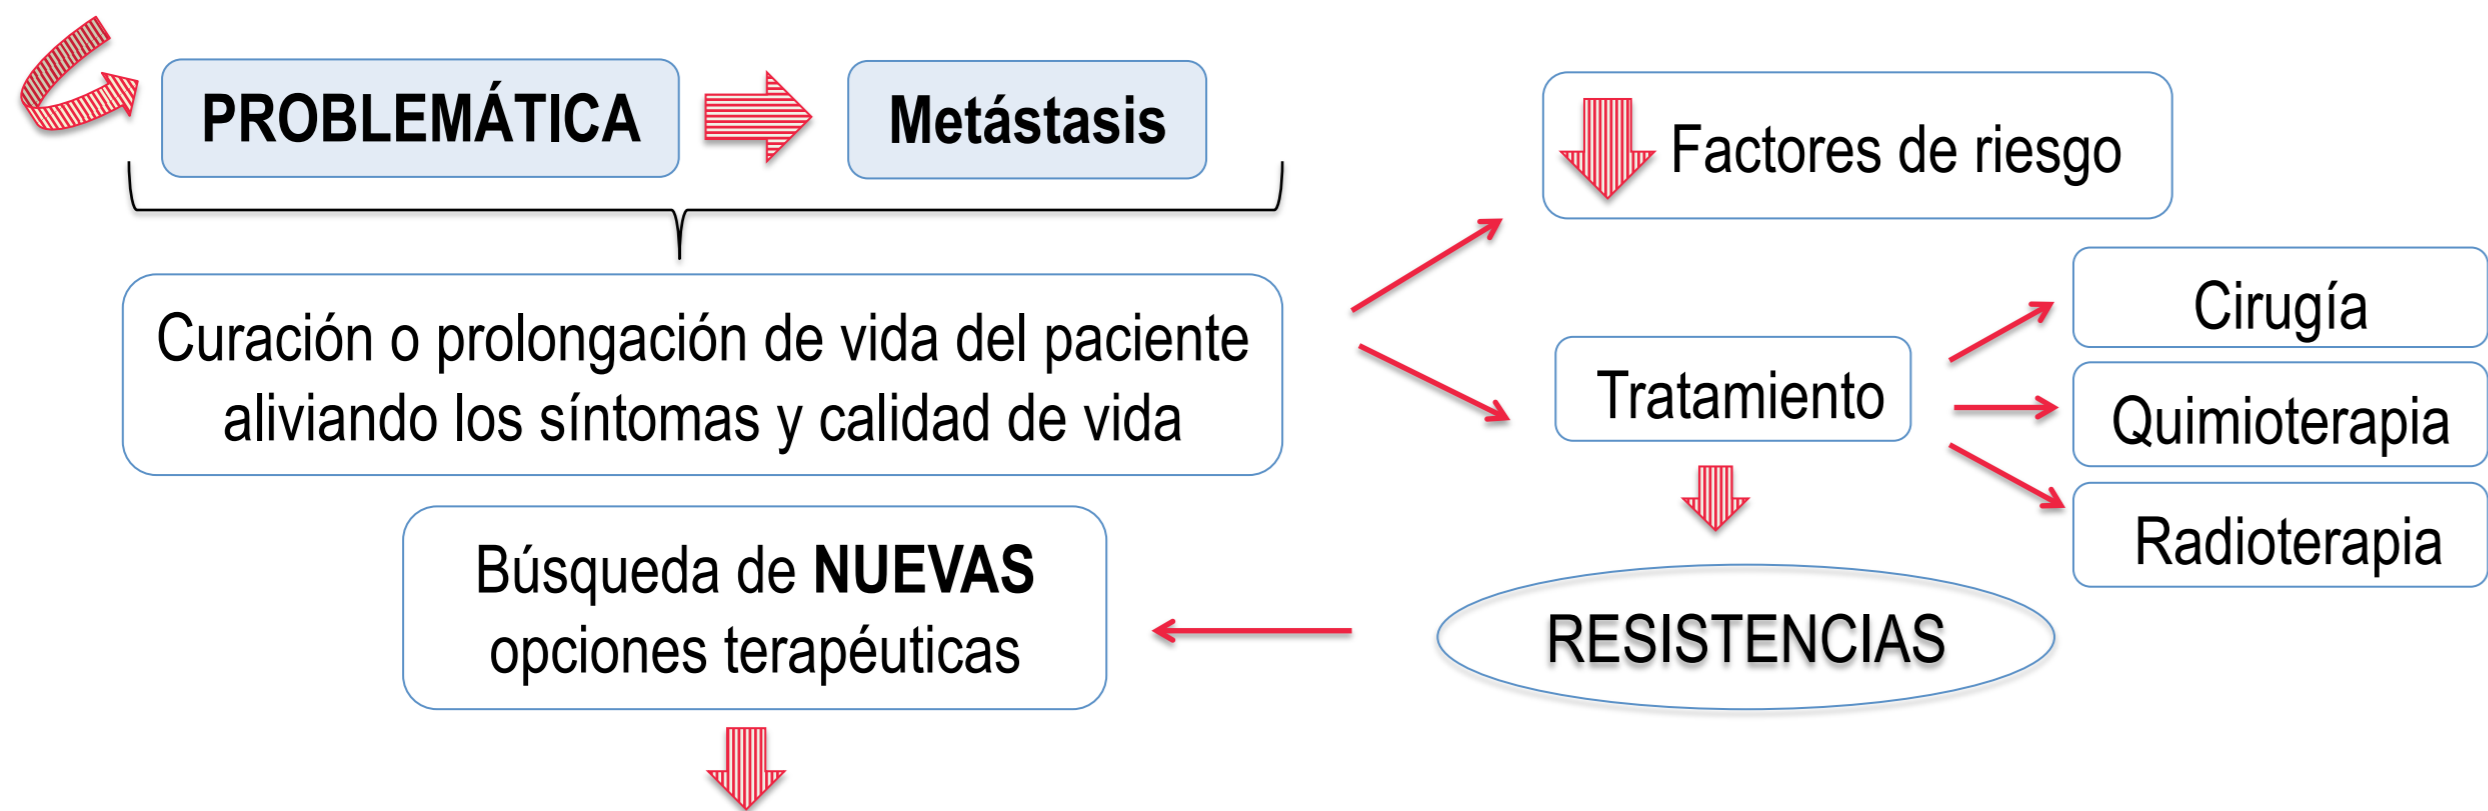 PROBLEMÁTICA
Metástasis
Factores de riesgo
Curación o prolongación de vida del paciente
aliviando los síntomas y calidad de vida
Tratamiento
Cirugía
Quimioterapia
Radioterapia
RESISTENCIAS
Búsqueda de NUEVAS
opciones terapéuticas